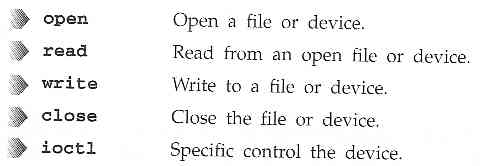 open Open a file or device.
read Read from an open file or device.
write Write to a file or device.
close Close the file or device.
ioctl Specific control the device.